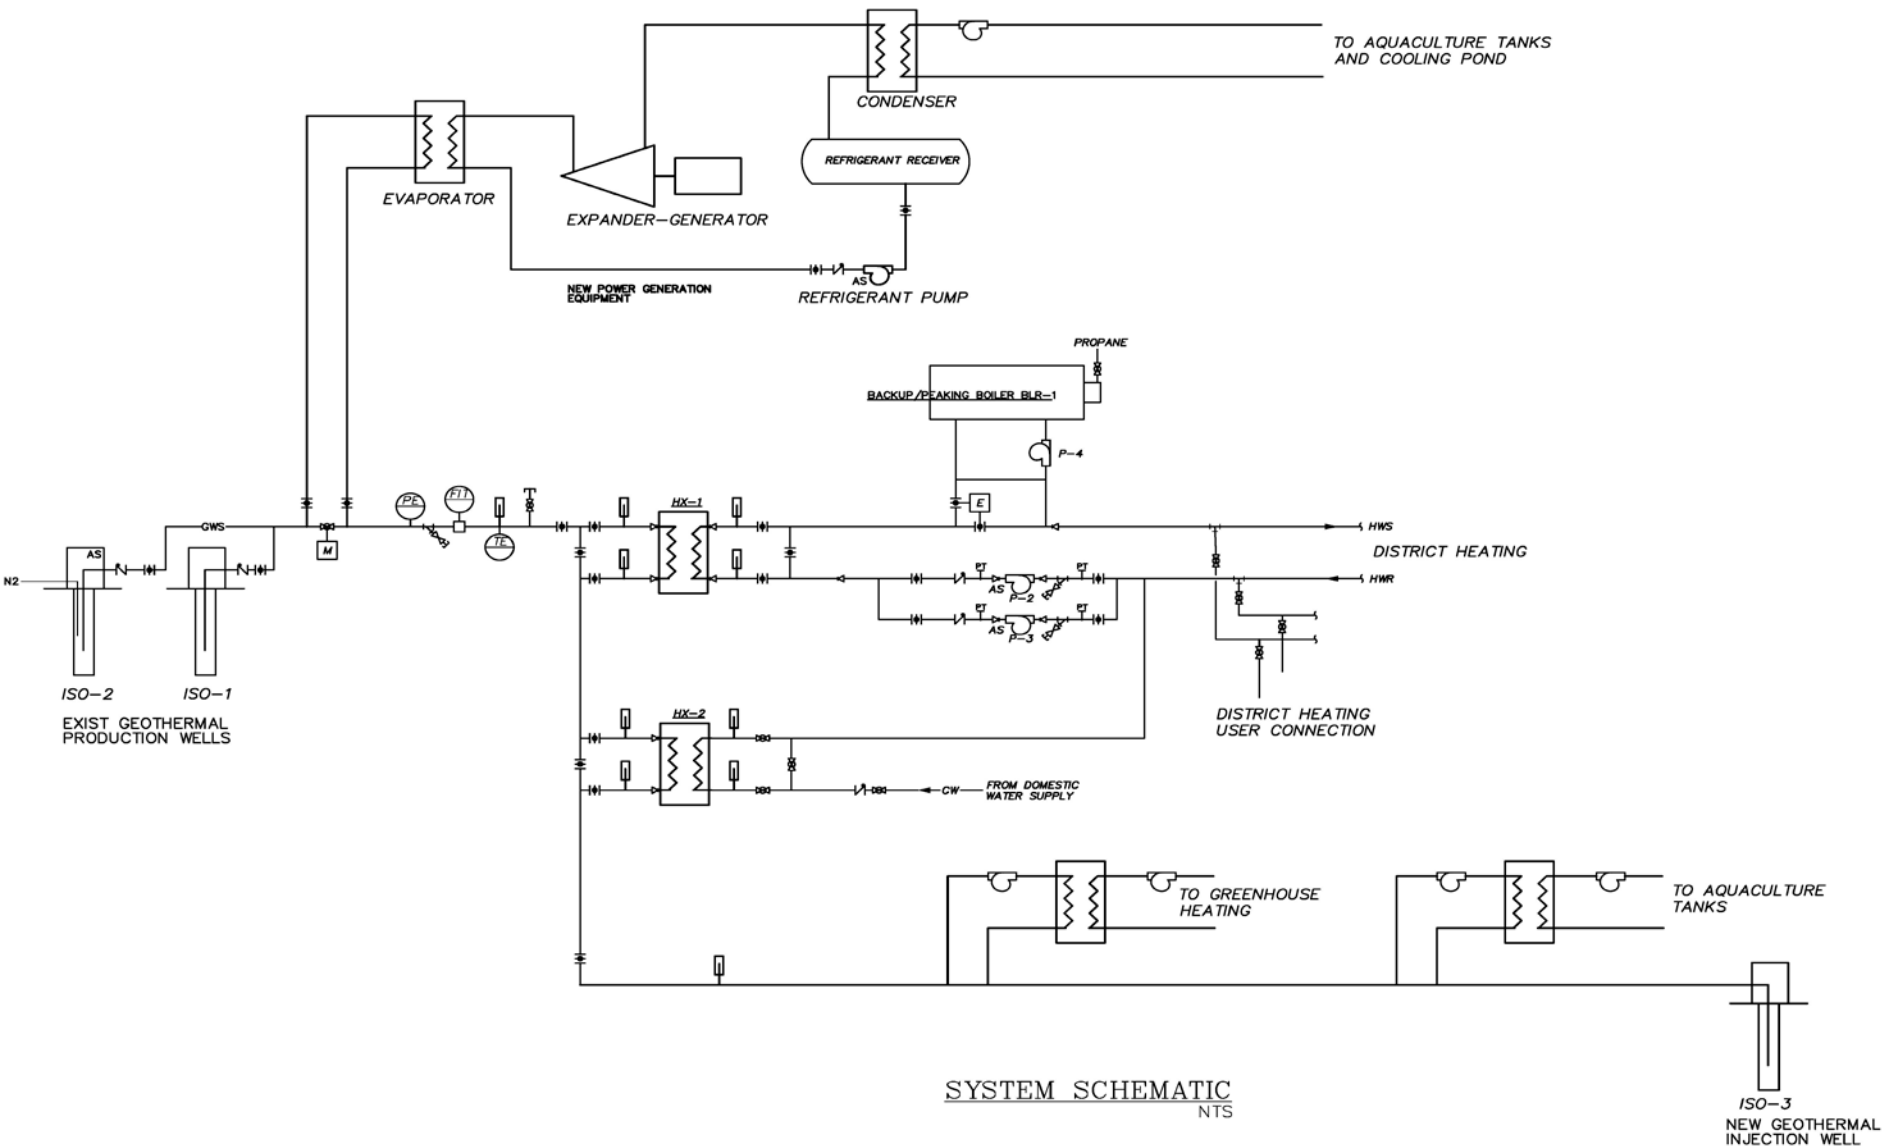 TO AQUACULTURE TANKS
AND COOLING POND
CONDENSER
REFRIGERANT RECEIVER
EVAPORATOR
EXPANDER-GENERATOR
NEW POWER GENERATION
EQUIPMENT
AS
REFRIGERANT PUMP
PROPANE
BACKUP/PEAKING BOILER BLR-1
P-4
PE
FIT
HX-1
E
GWS
HWS
M
TE
DISTRICT HEATING
AS
N2
PT
PT
HWR
AS
P-2
PT
PT
AS
P-3
ISO-2
ISO-1
EXIST GEOTHERMAL
PRODUCTION WELLS
HX-2
DISTRICT HEATING
USER CONNECTION
CW
FROM DOMESTIC
WATER SUPPLY
TO GREENHOUSE
HEATING
TO AQUACULTURE
TANKS
SYSTEM SCHEMATIC
NTS
ISO-3
NEW GEOTHERMAL
INJECTION WELL